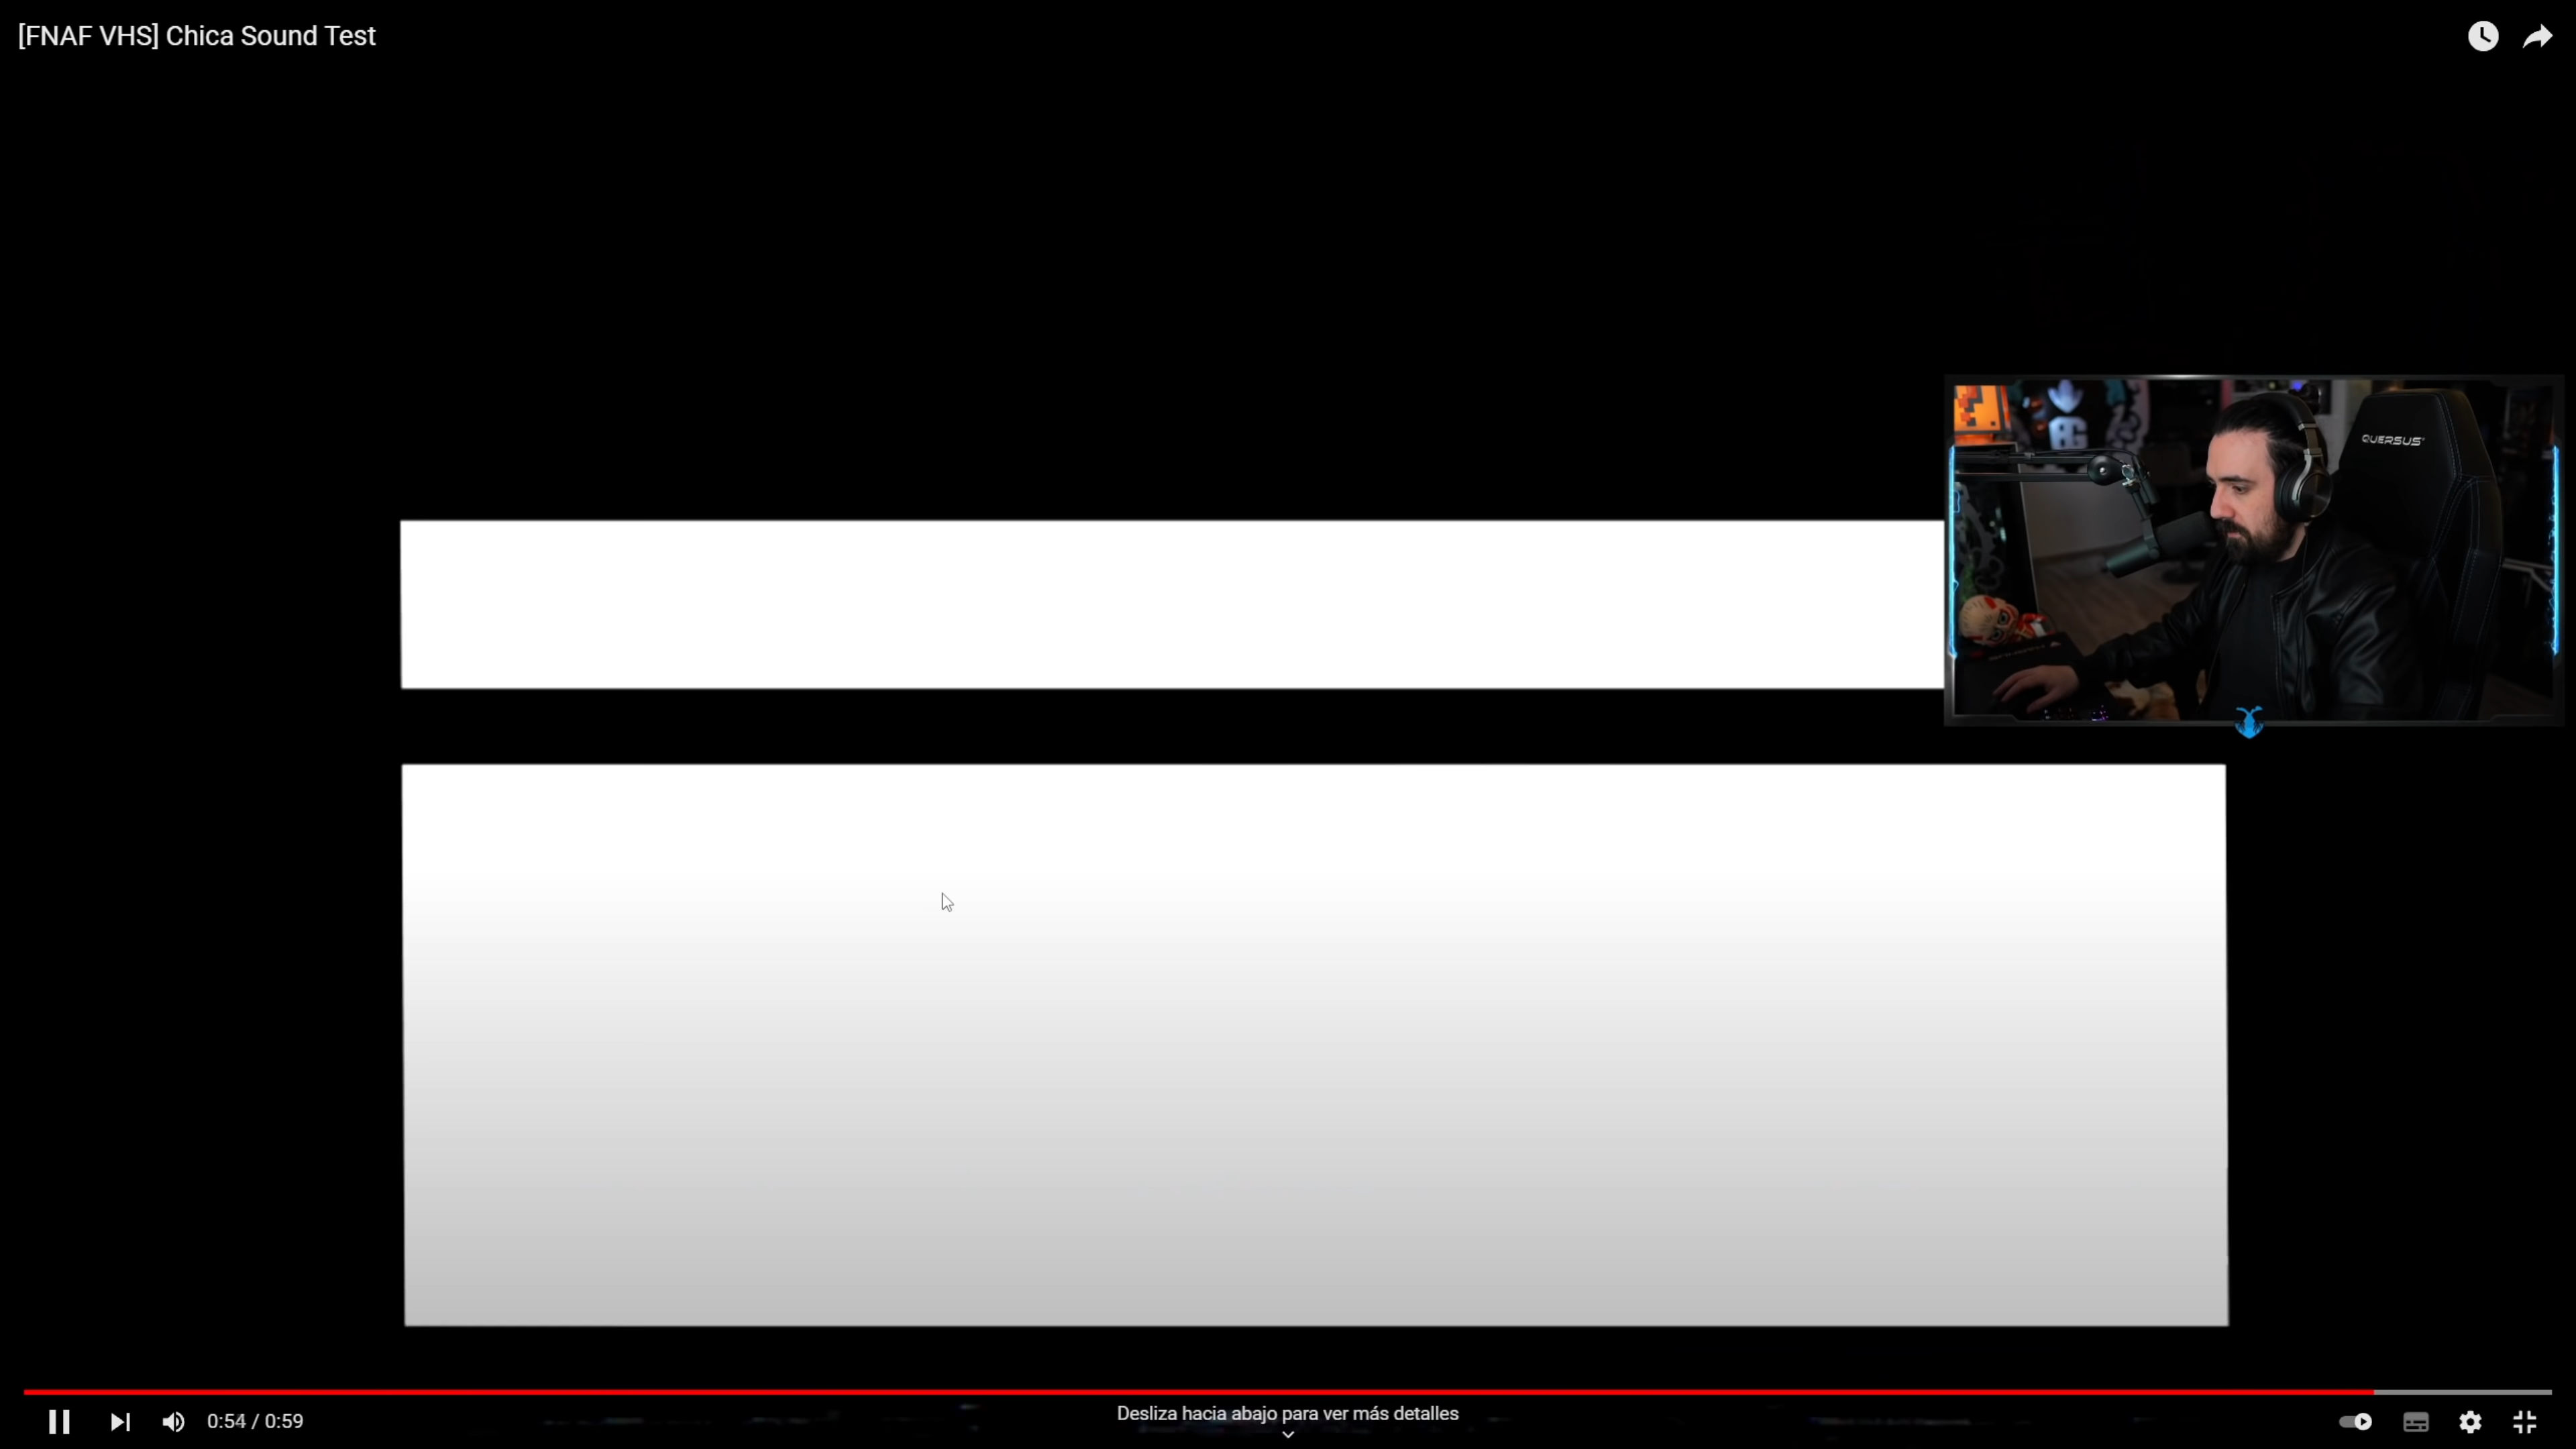 [FNAF VHS] Chica Sound Test
QUERSUS
Desliza hacia abajo para ver más detalles
0:54 / 0:59